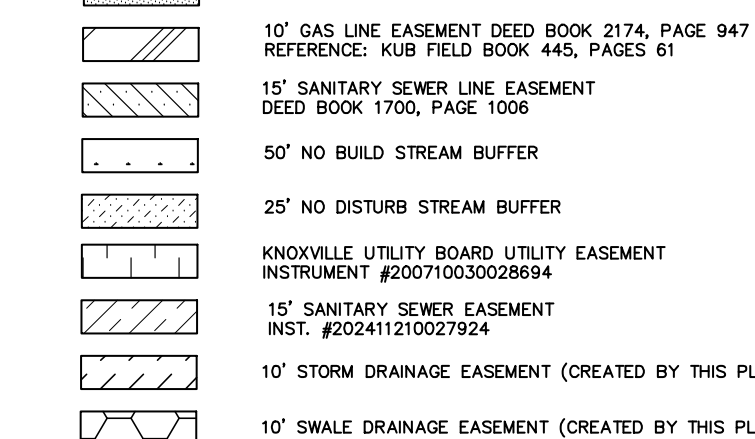 10' GAS LINE EASEMENT DEED BOOK 2174, PAGE 947
REFERENCE: KUB FIELD BOOK 445, PAGES 61
15' SANITARY SEWER LINE EASEMENT
DEED BOOK 1700, PAGE 1006
50' NO BUILD STREAM BUFFER
25' NO DISTURB STREAM BUFFER
KNOXVILLE UTILITY BOARD UTILITY EASEMENT
INSTRUMENT #200710030028694
15' SANITARY SEWER EASEMENT
INST. #202411210027924
10' STORM DRAINAGE EASEMENT (CREATED BY THIS PL
10' SWALE DRAINAGE EASEMENT (CREATED BY THIS PL